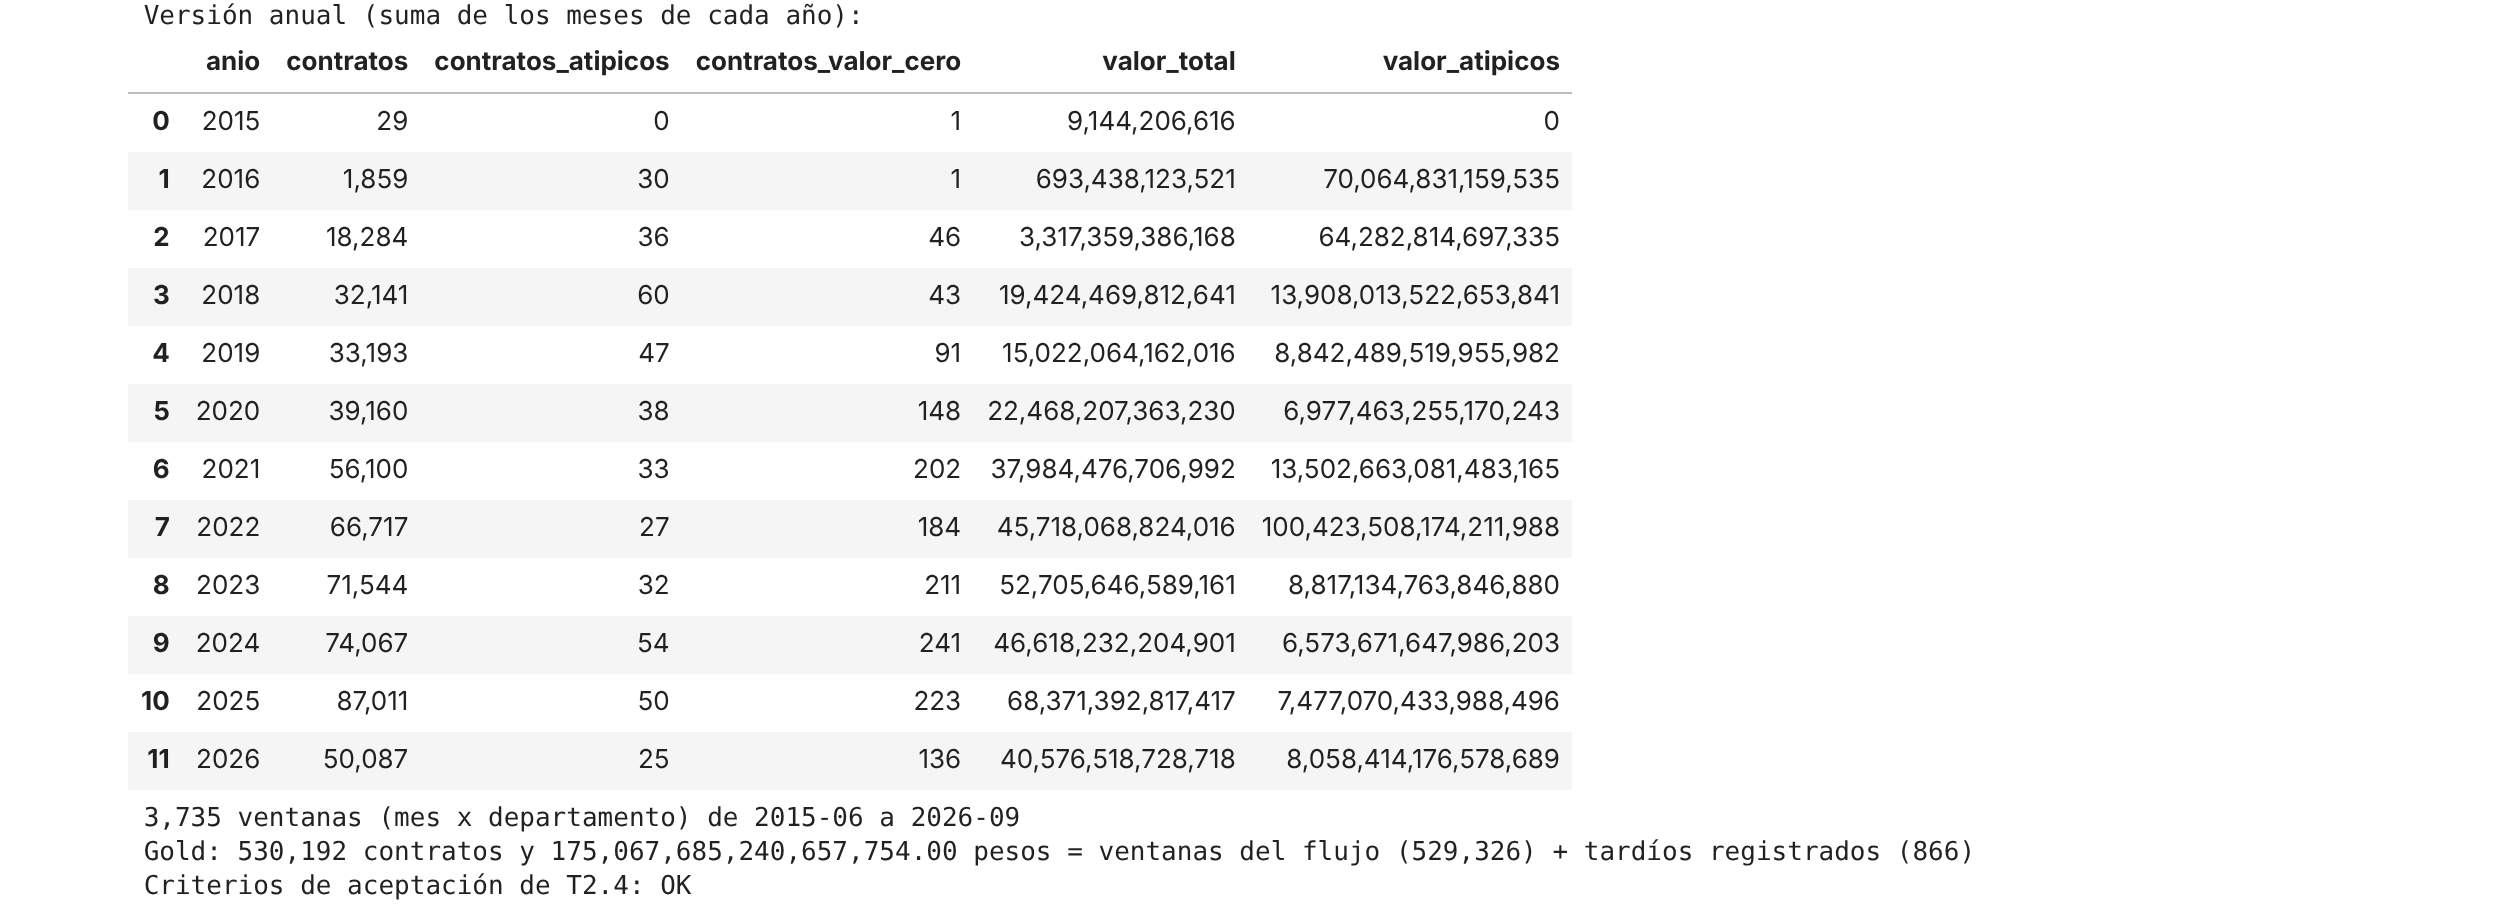 Versión anual (suma de los meses de cada año):
anio contratos contratos_atipicos contratos_valor_cero valor_total valor_atipicos
0 2015 29 0 1 9,144,206,616 0
1 2016 1,859 30 1 693,438,123,521 70,064,831,159,535
2 2017 18,284 36 46 3,317,359,386,168 64,282,814,697,335
3 2018 32,141 60 43 19,424,469,812,641 13,908,013,522,653,841
4 2019 33,193 47 91 15,022,064,162,016 8,842,489,519,955,982
5 2020 39,160 38 148 22,468,207,363,230 6,977,463,255,170,243
6 2021 56,100 33 202 37,984,476,706,992 13,502,663,081,483,165
7 2022 66,717 27 184 45,718,068,824,016 100,423,508,174,211,988
8 2023 71,544 32 211 52,705,646,589,161 8,817,134,763,846,880
9 2024 74,067 54 241 46,618,232,204,901 6,573,671,647,986,203
10 2025 87,011 50 223 68,371,392,817,417 7,477,070,433,988,496
11 2026 50,087 25 136 40,576,518,728,718 8,058,414,176,578,689
3,735 ventanas (mes x departamento) de 2015-06 a 2026-09
Gold: 530,192 contratos y 175,067,685,240,657,754.00 pesos = ventanas del flujo (529,326) + tardíos registrados (866)
Criterios de aceptación de T2.4: OK